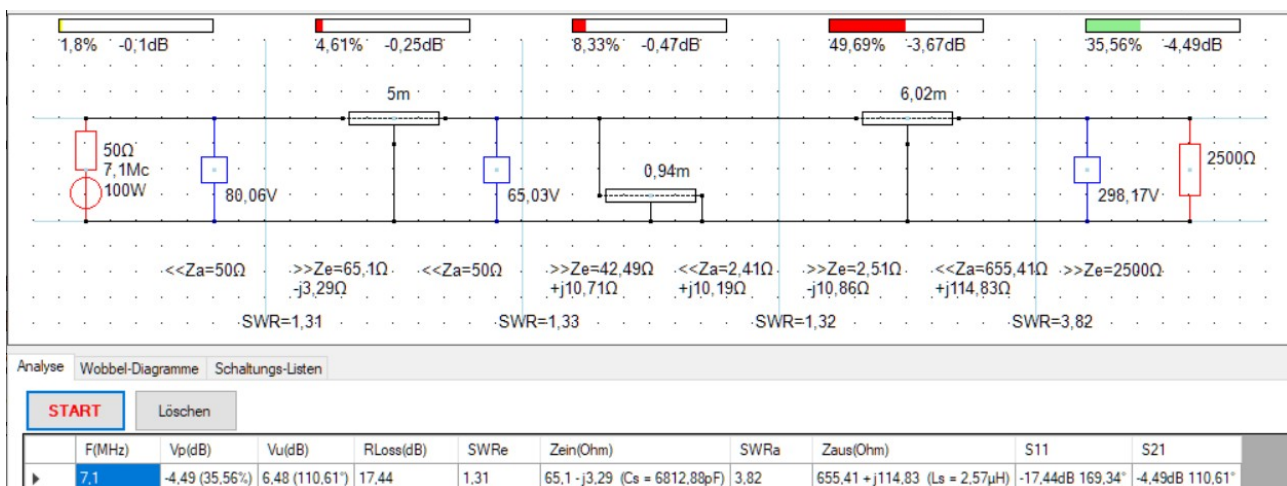 1,8% -0,1dB 4,61% -0,25dB 8,33% -0,47dB 49,69% -3,67dB 35,56% -4,49dB
5m 6,02m
50Ω
7,1Mc
100W
80,06V
65,03V
0,94m
298,17V
2500Ω
<<Za=50Ω >>Ze=65,1Ω <<Za=50Ω >>Ze=42,49Ω <<Za=2,41Ω >>Ze=2,51Ω <<Za=655,41Ω >>Ze=2500Ω
-j3,29Ω +j10,71Ω +j10,19Ω -j10,86Ω +j114,83Ω
SWR=1,31 SWR=1,33 SWR=1,32 SWR=3,82
Analyse Wobbel-Diagramme Schaltungs-Listen
START Löschen
F(MHz) Vp(dB) Vu(dB) RLoss(dB) SWRe Zein(Ohm) SWRa Zaus(Ohm) S11 S21
7,1 -4,49 (35,56%) 6,48 (110,61°) 17,44 1,31 65,1 -j3,29 (Cs = 6812,88pF) 3,82 655,41 +j114,83 (Ls = 2,57µH) -17,44dB 169,34° -4,49dB 110,61°